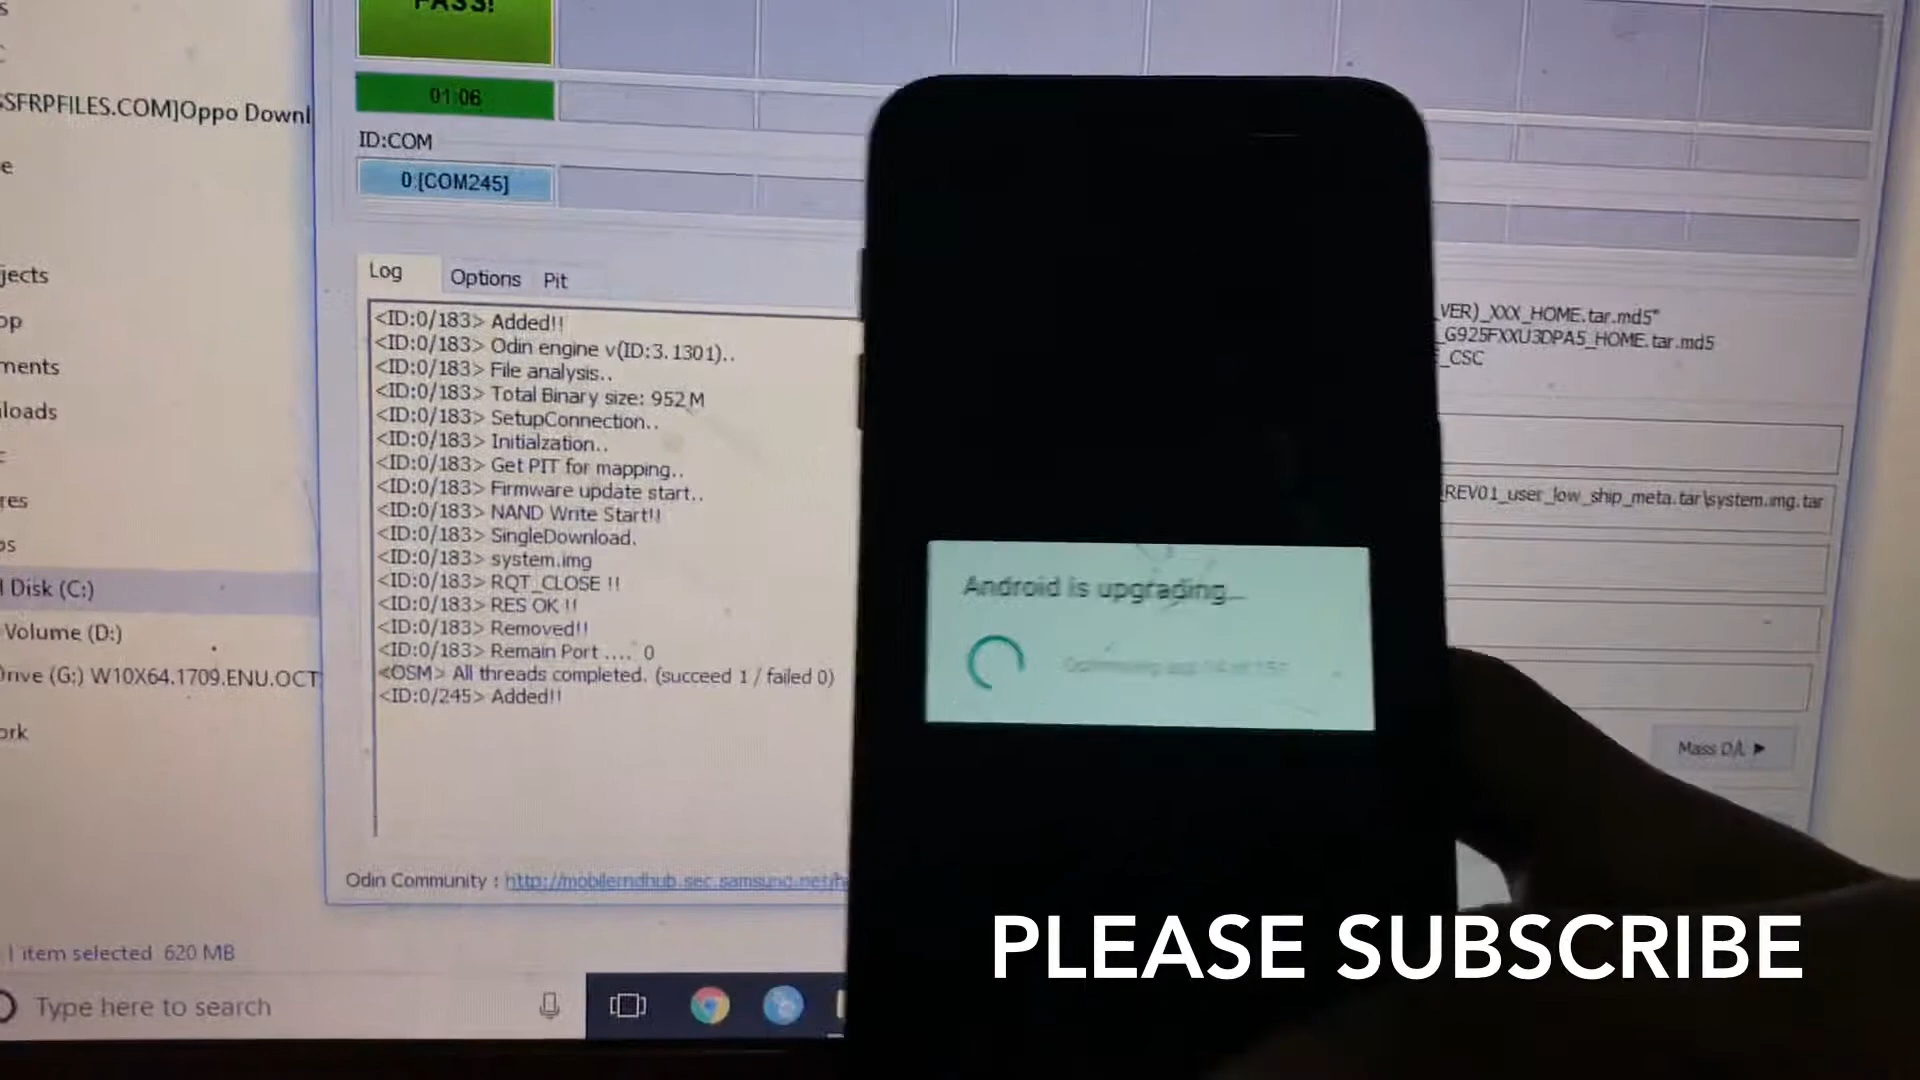 PASS!
01:06
SFRPFILES.COM]Oppo Downl
ID:COM
0:[COM245]
Log
Options
Pit
<ID:0/183> Added!!
<ID:0/183> Odin engine v(ID:3.1301)..
<ID:0/183> File analysis..
<ID:0/183> Total Binary size: 952 M
<ID:0/183> SetupConnection..
<ID:0/183> Initialzation..
<ID:0/183> Get PIT for mapping..
<ID:0/183> Firmware update start..
<ID:0/183> NAND Write Start!!
<ID:0/183> SingleDownload.
<ID:0/183> system.img
<ID:0/183> RQT_CLOSE !!
<ID:0/183> RES OK !!
<ID:0/183> Removed!!
<ID:0/183> Remain Port .... 0
<OSM> All threads completed. (succeed 1 / failed 0)
<ID:0/245> Added!!
jects
op
ments
loads
res
l Disk (C:)
Volume (D:)
Drive (G:) W10X64.1709.ENU.OCT
ork
VER)_XXX_HOME.tar.md5"
_G925FXXU3DPA5_HOME.tar.md5
_CSC
REV01_user_low_ship_meta.tar\system.img.tar
Android is upgrading...
Mass D/L ►
Odin Community : http://mobilerndhub.sec.samsung.net/h
PLEASE SUBSCRIBE
1 item selected 620 MB
Type here to search